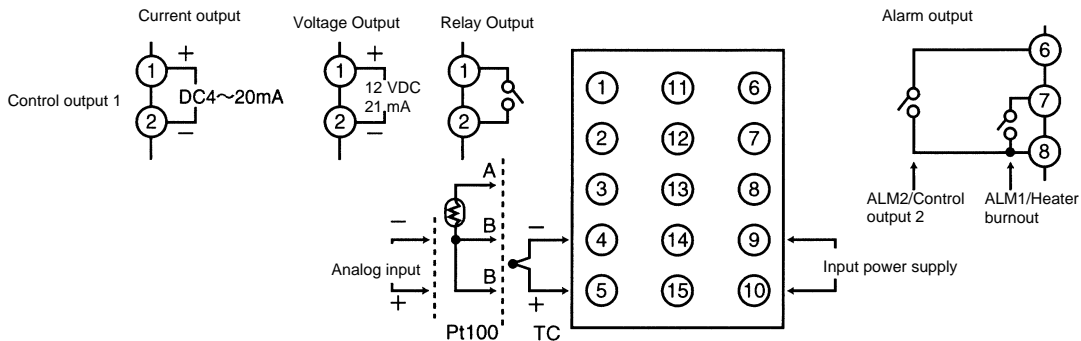 Current output
Voltage Output
Relay Output
Alarm output
Control output 1
+
1
DC4～20mA
2
−
+
1
12 VDC
21 mA
2
−
1
2
1 11 6
2 12 7
3 13 8
4 14 9
5 15 10
6
7
8
ALM2/Control
output 2
ALM1/Heater
burnout
A
B
B
−
Analog input
+
−
+
Pt100
TC
Input power supply